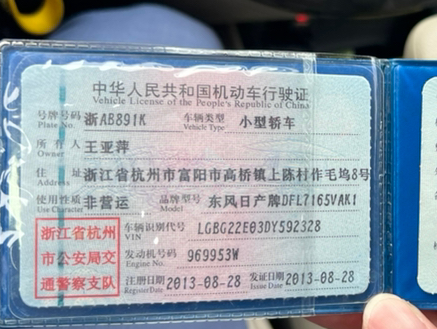 中华人民共和国机动车行驶证
Vehicle License of the People's Republic of China
号牌号码 浙AB891K 车辆类型 小型轿车
Plate No. Vehicle Type
所有人 王亚萍
Owner
住址 浙江省杭州市富阳市高桥镇上陈村作毛坞8号
Address
使用性质 非营运 品牌型号 东风日产牌DFL7165VAK1
Use Character Model
浙江省杭州
市公安局交
通警察支队
车辆识别代号 LGBG22E03DY592328
VIN
发动机号码 969953W
Engine No.
注册日期 2013-08-28 发证日期 2013-08-28
Register Date Issue Date